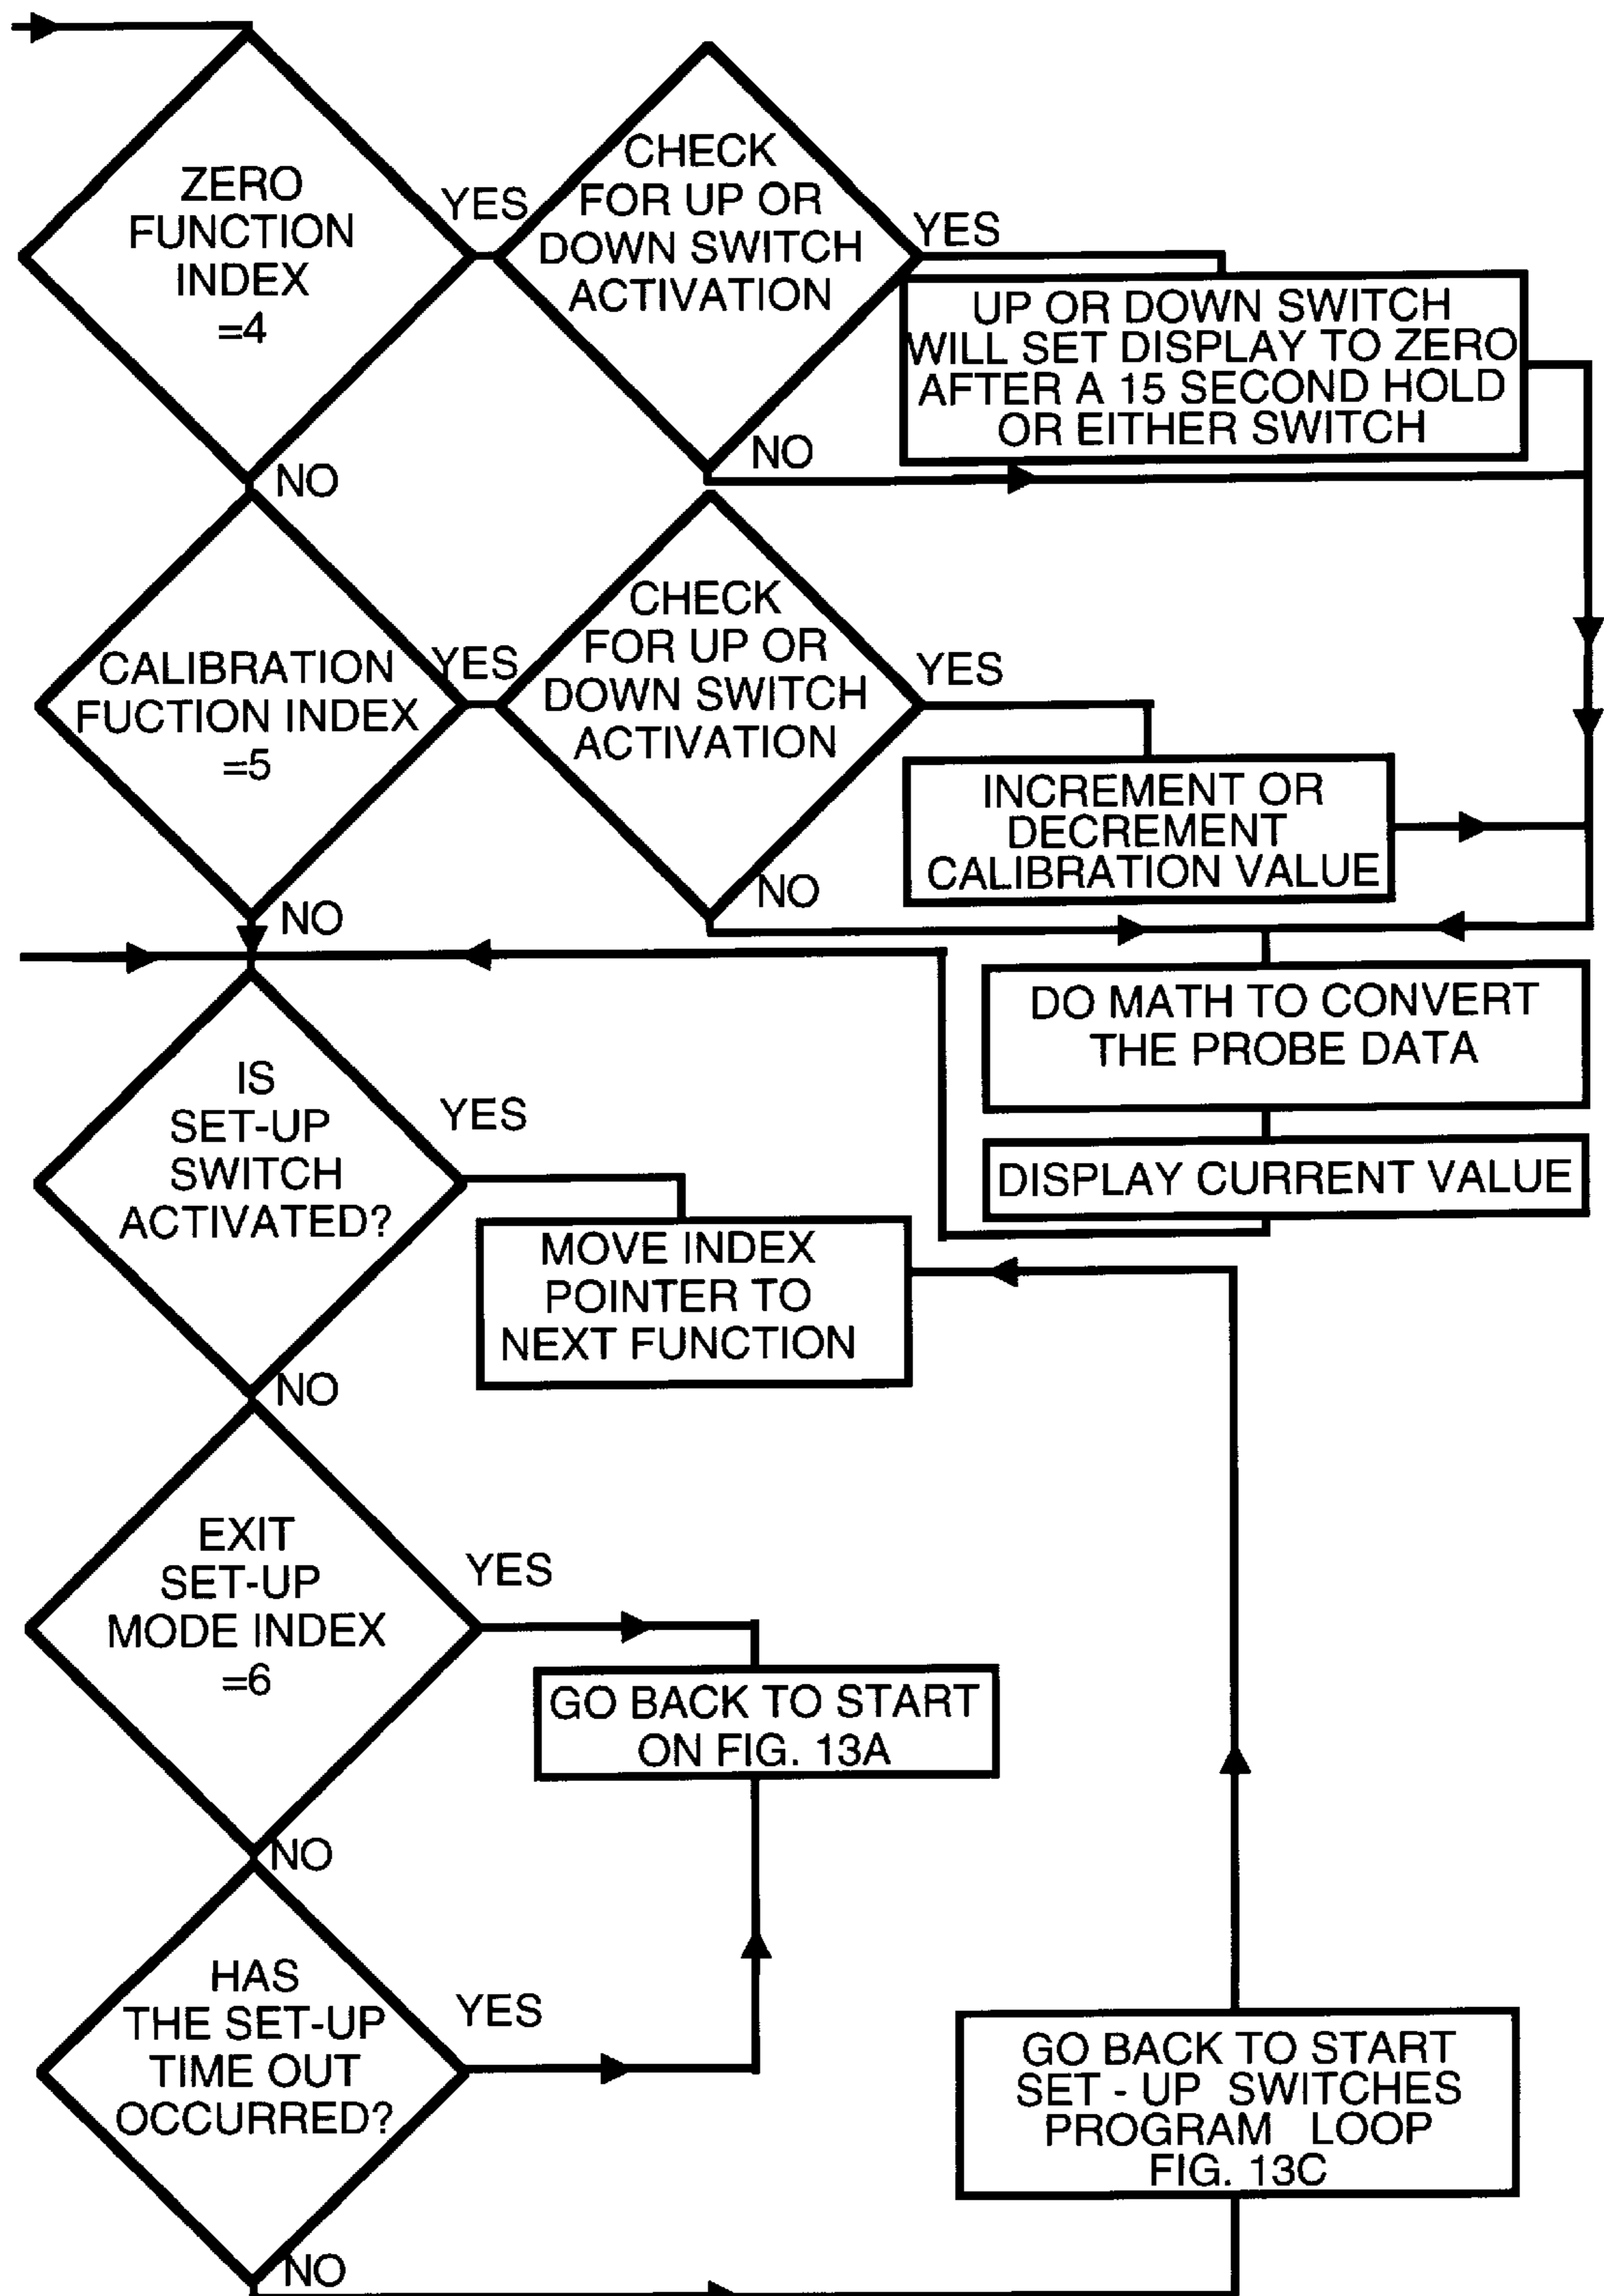 ZERO
FUNCTION
INDEX
=4
YES
NO
CHECK
FOR UP OR
DOWN SWITCH
ACTIVATION
YES
NO
UP OR DOWN SWITCH
WILL SET DISPLAY TO ZERO
AFTER A 15 SECOND HOLD
OR EITHER SWITCH
CALIBRATION
FUCTION INDEX
=5
YES
NO
CHECK
FOR UP OR
DOWN SWITCH
ACTIVATION
YES
NO
INCREMENT OR
DECREMENT
CALIBRATION VALUE
DO MATH TO CONVERT
THE PROBE DATA
DISPLAY CURRENT VALUE
IS
SET-UP
SWITCH
ACTIVATED?
YES
NO
MOVE INDEX
POINTER TO
NEXT FUNCTION
EXIT
SET-UP
MODE INDEX
=6
YES
NO
GO BACK TO START
ON FIG. 13A
HAS
THE SET-UP
TIME OUT
OCCURRED?
YES
NO
GO BACK TO START
SET - UP SWITCHES
PROGRAM LOOP
FIG. 13C